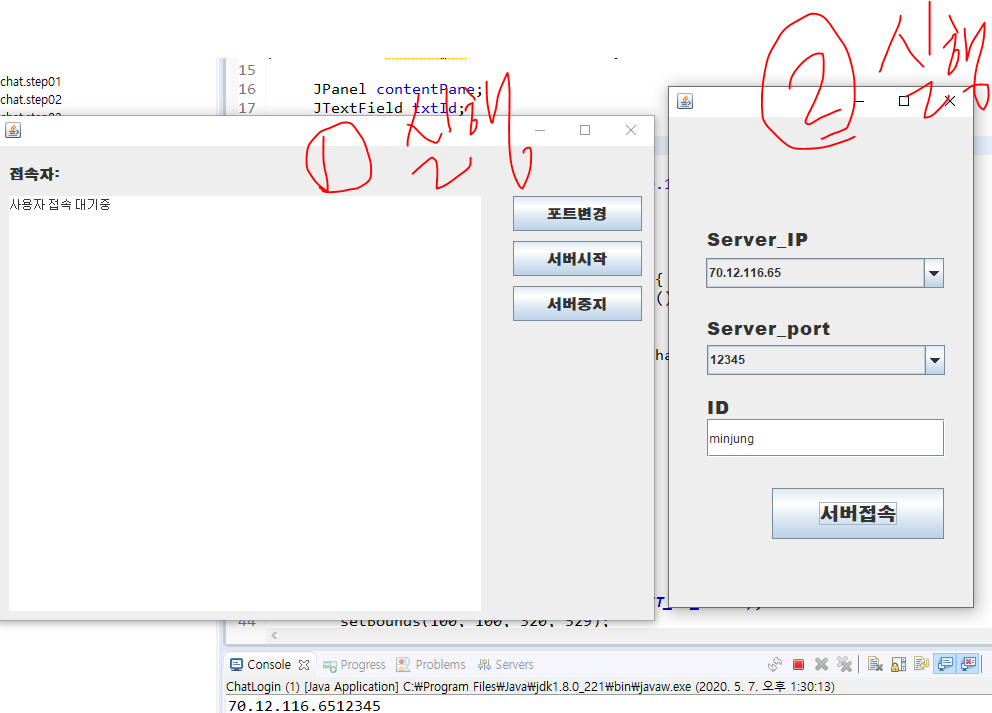 ② 실행
15
chat.step01
16 JPanel contentPane;
chat.step02
17 JTextField txtId;
① 실행
접속자:
사용자 접속 대기중
포트변경
서버시작
서버중지
Server_IP
70.12.116.65
Server_port
12345
ID
minjung
서버접속
44 setBounds(100, 100, 320, 529);
Console Progress Problems Servers
ChatLogin (1) [Java Application] C:₩Program Files₩Java₩jdk1.8.0_221₩bin₩javaw.exe (2020. 5. 7. 오후 1:30:13)
70.12.116.6512345